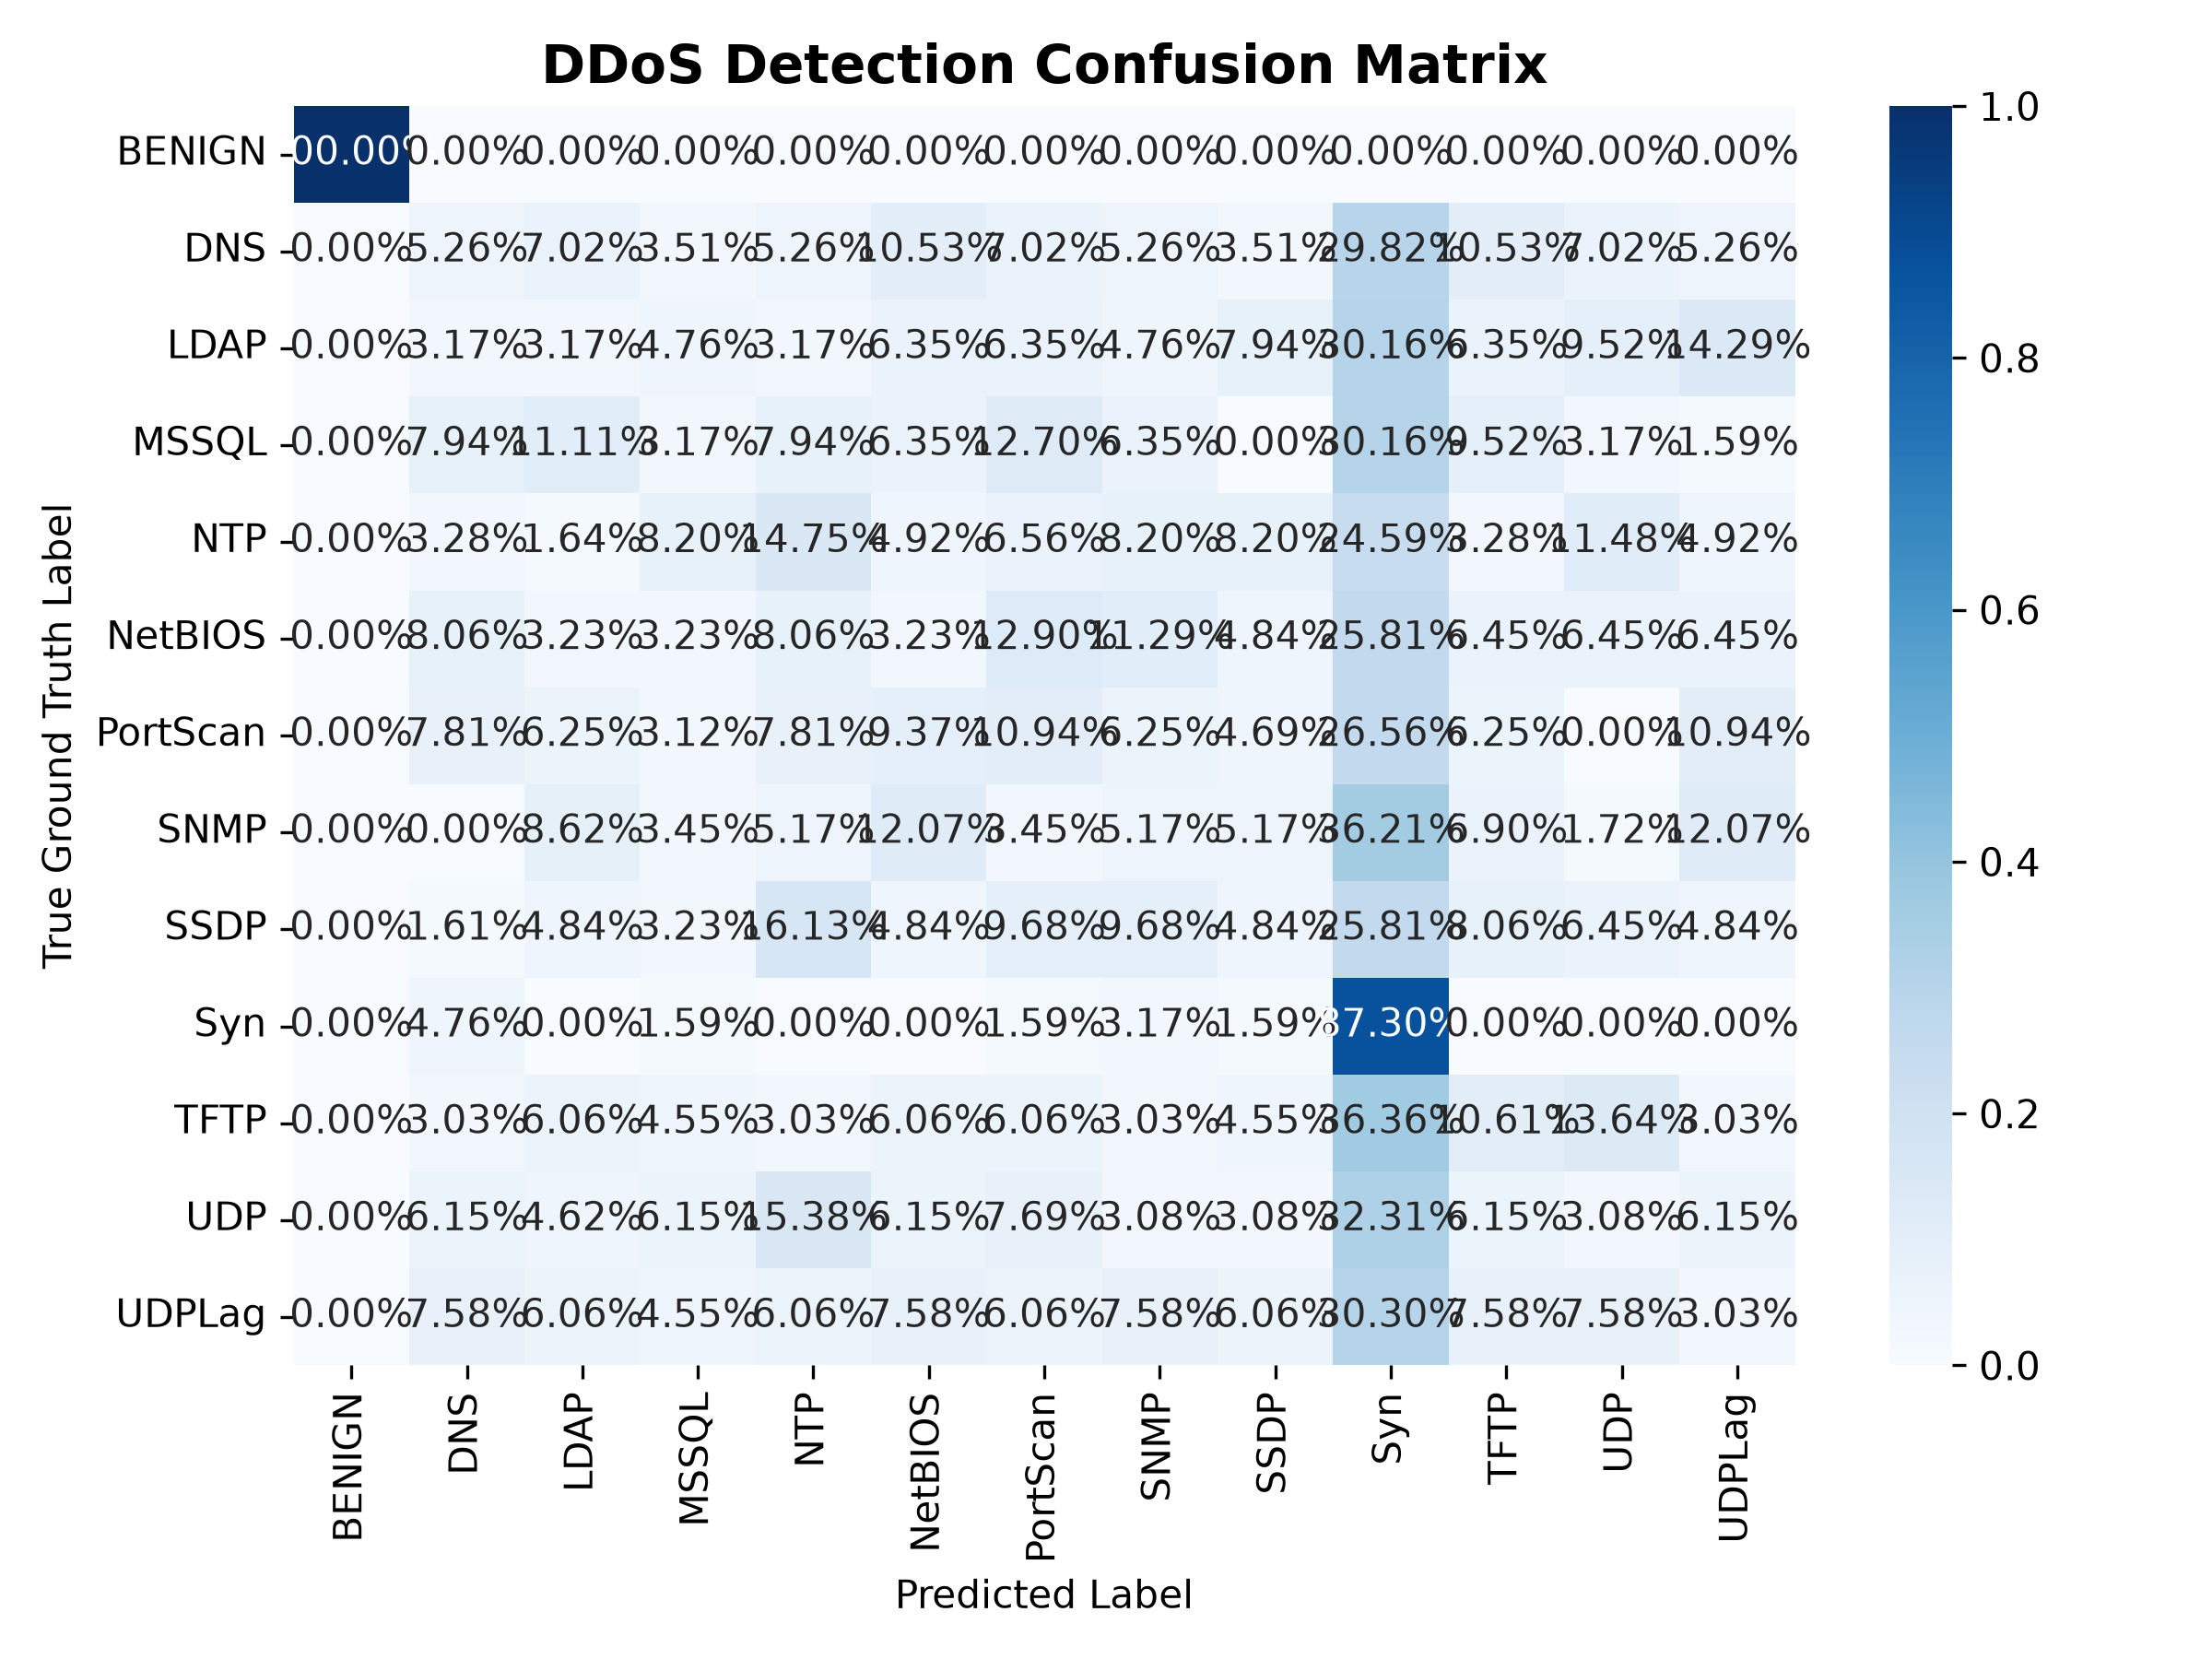 DDoS Detection Confusion Matrix
True Ground Truth Label
BENIGN 00.00% 0.00% 0.00% 0.00% 0.00% 0.00% 0.00% 0.00% 0.00% 0.00% 0.00% 0.00% 0.00%
DNS 0.00% 5.26% 7.02% 3.51% 5.26% 10.53% 7.02% 5.26% 3.51% 29.82% 10.53% 7.02% 5.26%
LDAP 0.00% 3.17% 3.17% 4.76% 3.17% 6.35% 6.35% 4.76% 7.94% 30.16% 6.35% 9.52% 14.29%
MSSQL 0.00% 7.94% 11.11% 3.17% 7.94% 6.35% 12.70% 6.35% 0.00% 30.16% 9.52% 3.17% 1.59%
NTP 0.00% 3.28% 1.64% 8.20% 14.75% 4.92% 6.56% 8.20% 8.20% 24.59% 3.28% 11.48% 4.92%
NetBIOS 0.00% 8.06% 3.23% 3.23% 8.06% 3.23% 12.90% 11.29% 4.84% 25.81% 6.45% 6.45% 6.45%
PortScan 0.00% 7.81% 6.25% 3.12% 7.81% 9.37% 10.94% 6.25% 4.69% 26.56% 6.25% 0.00% 10.94%
SNMP 0.00% 0.00% 8.62% 3.45% 5.17% 12.07% 3.45% 5.17% 5.17% 36.21% 6.90% 1.72% 12.07%
SSDP 0.00% 1.61% 4.84% 3.23% 16.13% 4.84% 9.68% 9.68% 4.84% 25.81% 8.06% 6.45% 4.84%
Syn 0.00% 4.76% 0.00% 1.59% 0.00% 0.00% 1.59% 3.17% 1.59% 87.30% 0.00% 0.00% 0.00%
TFTP 0.00% 3.03% 6.06% 4.55% 3.03% 6.06% 6.06% 3.03% 4.55% 36.36% 10.61% 13.64% 3.03%
UDP 0.00% 6.15% 4.62% 6.15% 15.38% 6.15% 7.69% 3.08% 3.08% 32.31% 6.15% 3.08% 6.15%
UDPLag 0.00% 7.58% 6.06% 4.55% 6.06% 7.58% 6.06% 7.58% 6.06% 30.30% 7.58% 7.58% 3.03%
BENIGN DNS LDAP MSSQL NTP NetBIOS PortScan SNMP SSDP Syn TFTP UDP UDPLag
Predicted Label
1.0
0.8
0.6
0.4
0.2
0.0